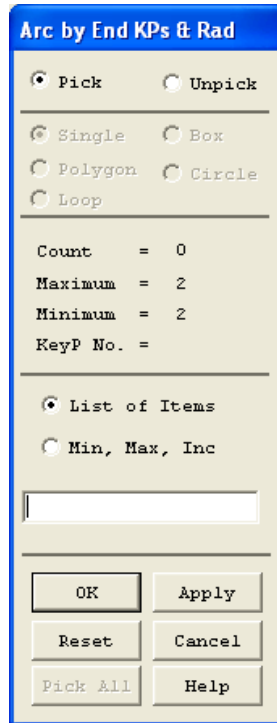 Arc by End KPs & Rad
Pick Unpick
Single Box
Polygon Circle
Loop
Count = 0
Maximum = 2
Minimum = 2
KeyP No. =
List of Items
Min, Max, Inc
OK Apply
Reset Cancel
Pick All Help